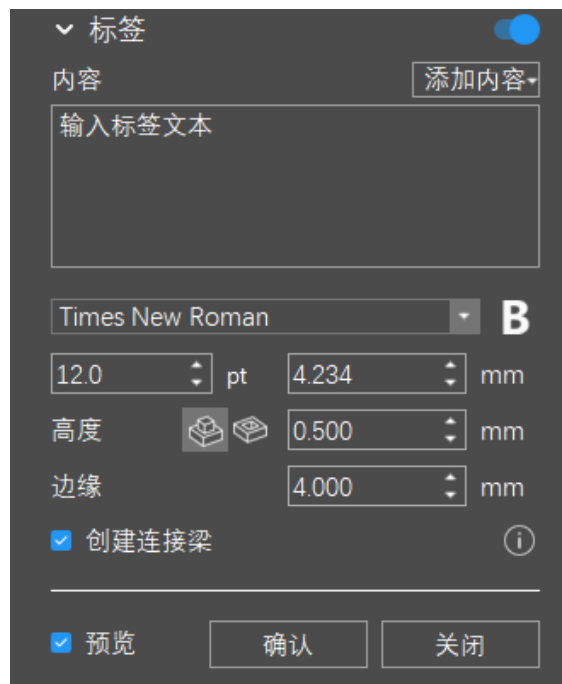 标签
内容 添加内容
输入标签文本
Times New Roman B
12.0 pt 4.234 mm
高度 0.500 mm
边缘 4.000 mm
创建连接梁
预览 确认 关闭